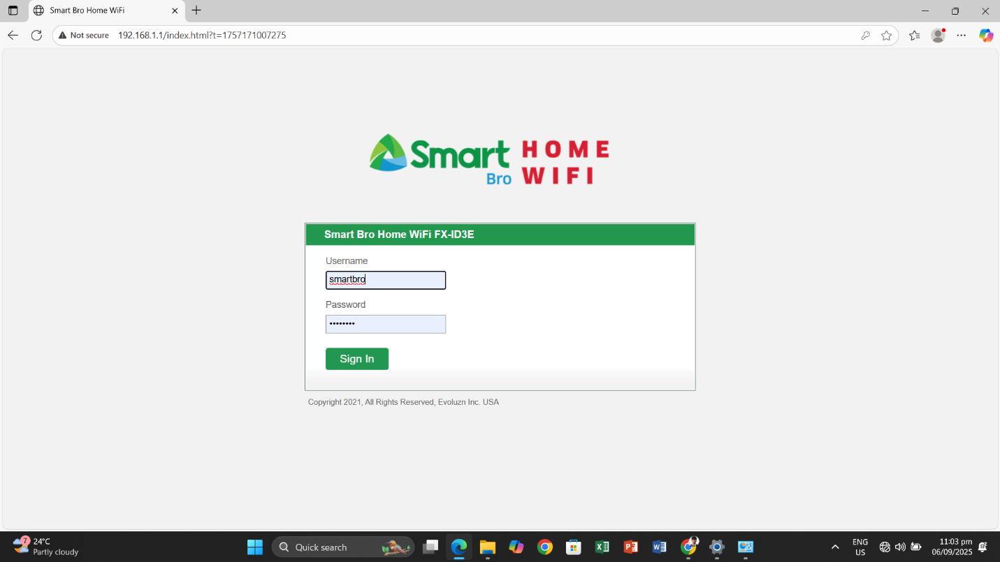 Smart Bro Home WiFi
Not secure 192.168.1.1/index.html?t=1757171007275
Smart
Bro
HOME
WIFI
Smart Bro Home WiFi FX-ID3E
Username
smartbro
Password
••••••••
Sign In
Copyright 2021, All Rights Reserved, Evoluzn Inc. USA
7
24°C
Partly cloudy
Quick search
ENG
US
11:03 pm
06/09/2025